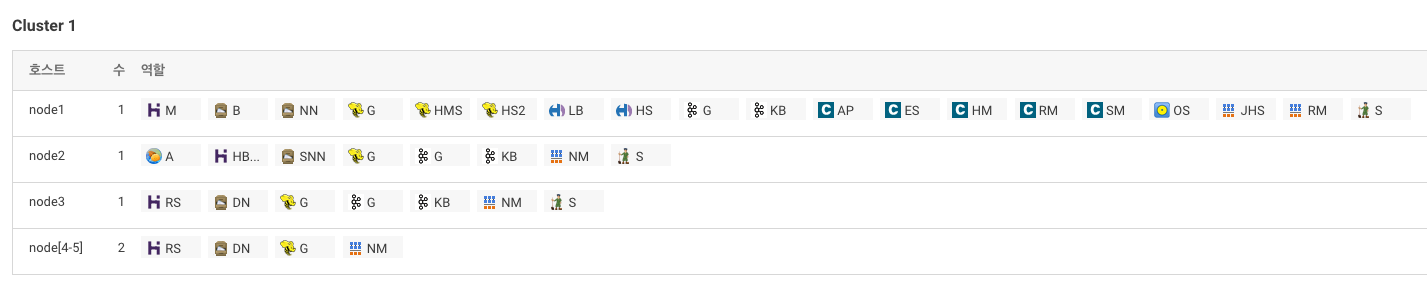 Cluster 1
호스트 수 역할
node1 1 M B NN G HMS HS2 LB HS G KB AP ES HM RM SM OS JHS RM S
node2 1 A HB... SNN G G KB NM S
node3 1 RS DN G G KB NM S
node[4-5] 2 RS DN G NM